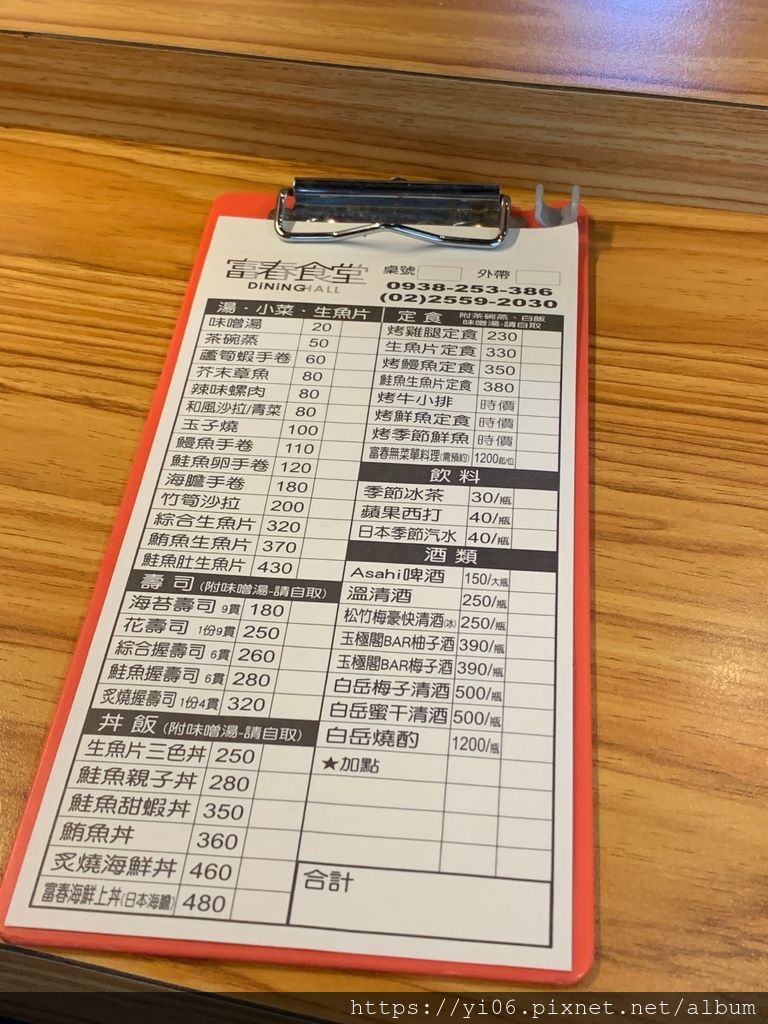 富春食堂
DiNiNG HALL
桌號 外帶
0938-253-386
(02)2559-2030
湯・小菜・生魚片
味噌湯 20
茶碗蒸 50
蘆筍蝦手卷 60
芥末章魚 80
辣味螺肉 80
和風沙拉/青菜 80
玉子燒 100
鰻魚手卷 110
鮭魚卵手卷 120
海膽手卷 180
竹筍沙拉 200
綜合生魚片 320
鮪魚生魚片 370
鮭魚肚生魚片 430
壽司(附味噌湯-請自取)
海苔壽司 9貫 180
花壽司 1份9貫 250
綜合握壽司 6貫 260
鮭魚握壽司 6貫 280
炙燒握壽司 1份4貫 320
丼飯(附味噌湯-請自取)
生魚片三色丼 250
鮭魚親子丼 280
鮭魚甜蝦丼 350
鮪魚丼 360
炙燒海鮮丼 460
富春海鮮上丼(日本海膽) 480
定食 附茶碗蒸、白飯
味噌湯-請自取
烤雞腿定食 230
生魚片定食 330
烤鰻魚定食 350
鮭魚生魚片定食 380
烤牛小排 時價
烤鮮魚定食 時價
烤季節鮮魚 時價
富春無菜單料理(需預約) 1200起/位
飲料
季節冰茶 30/瓶
蘋果西打 40/瓶
日本季節汽水 40/瓶
酒類
Asahi啤酒 150/大瓶
溫清酒 250/瓶
松竹梅豪快清酒(冰) 250/瓶
玉極閣BAR柚子酒 390/瓶
玉極閣BAR梅子酒 390/瓶
白岳梅子清酒 500/瓶
白岳蜜干清酒 500/瓶
白岳燒酌 1200/瓶
★加點
合計
https://yi06.pixnet.net/album